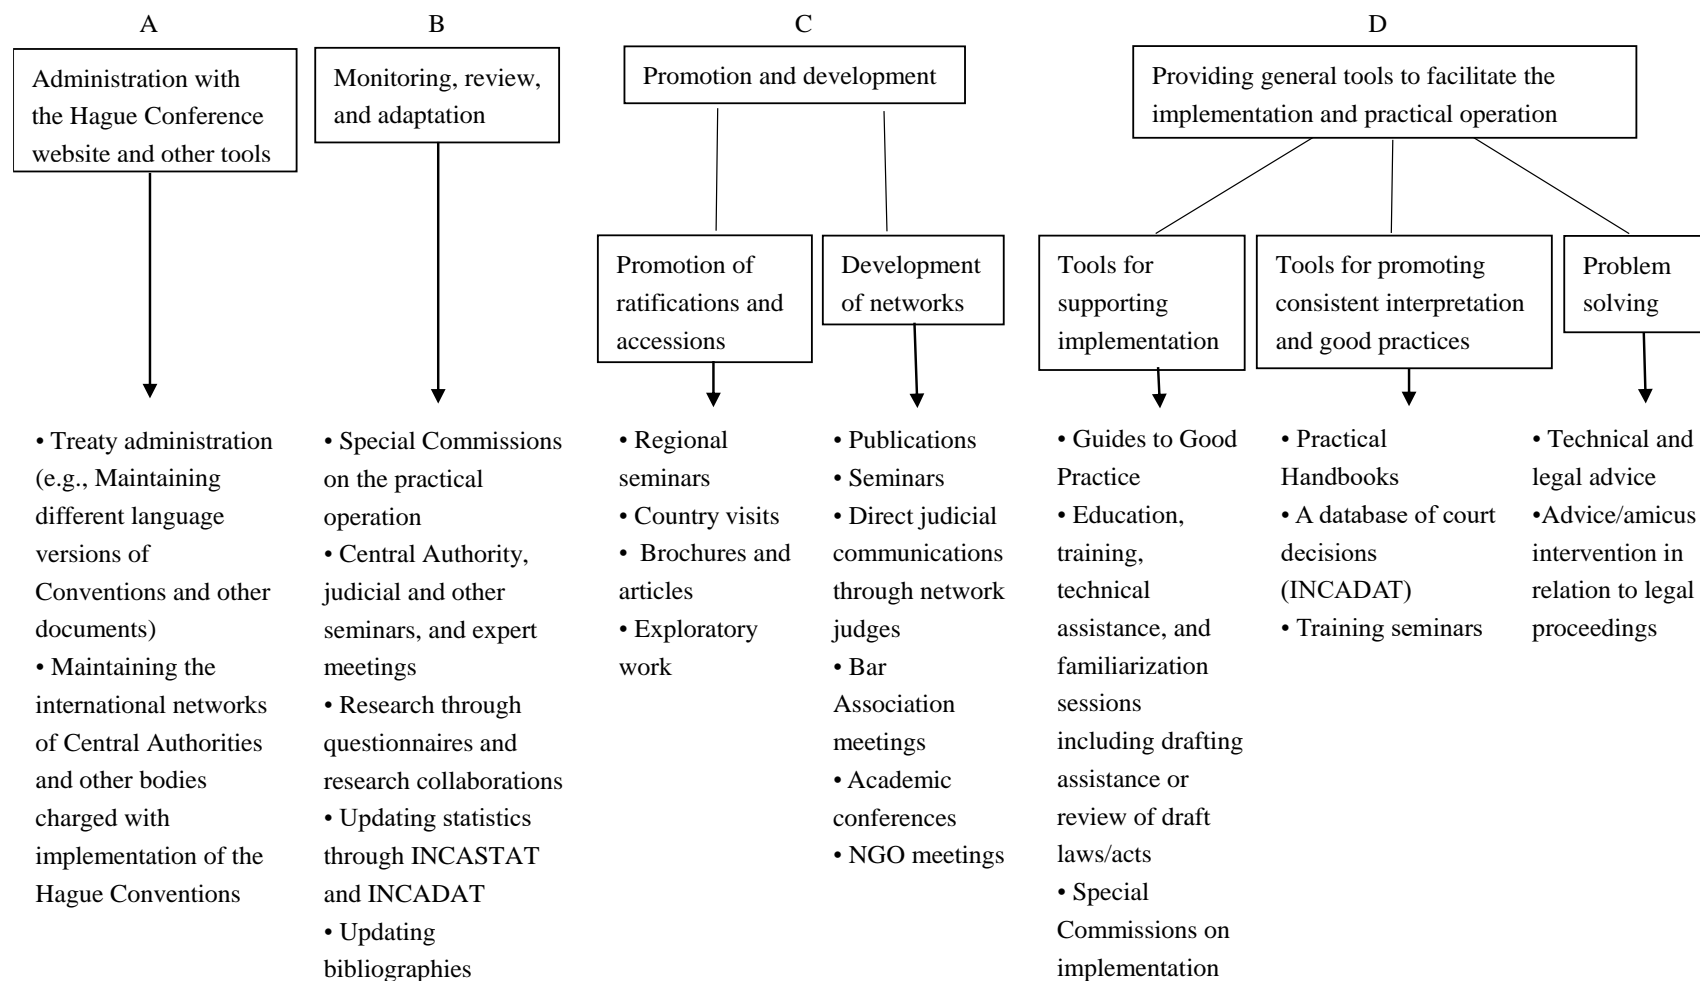 A
B
C
D
Administration with
the Hague Conference
website and other tools
Monitoring, review,
and adaptation
Promotion and development
Providing general tools to facilitate the
implementation and practical operation
Promotion of
ratifications and
accessions
Development
of networks
Tools for
supporting
implementation
Tools for promoting
consistent interpretation
and good practices
Problem
solving
• Treaty administration
(e.g., Maintaining
different language
versions of
Conventions and other
documents)
• Maintaining the
international networks
of Central Authorities
and other bodies
charged with
implementation of the
Hague Conventions
• Special Commissions
on the practical
operation
• Central Authority,
judicial and other
seminars, and expert
meetings
• Research through
questionnaires and
research collaborations
• Updating statistics
through INCASTAT
and INCADAT
• Updating
bibliographies
• Regional
seminars
• Country visits
• Brochures and
articles
• Exploratory
work
• Publications
• Seminars
• Direct judicial
communications
through network
judges
• Bar
Association
meetings
• Academic
conferences
• NGO meetings
• Guides to Good
Practice
• Education,
training,
technical
assistance, and
familiarization
sessions
including drafting
assistance or
review of draft
laws/acts
• Special
Commissions on
implementation
• Practical
Handbooks
• A database of court
decisions
(INCADAT)
• Training seminars
• Technical and
legal advice
•Advice/amicus
intervention in
relation to legal
proceedings